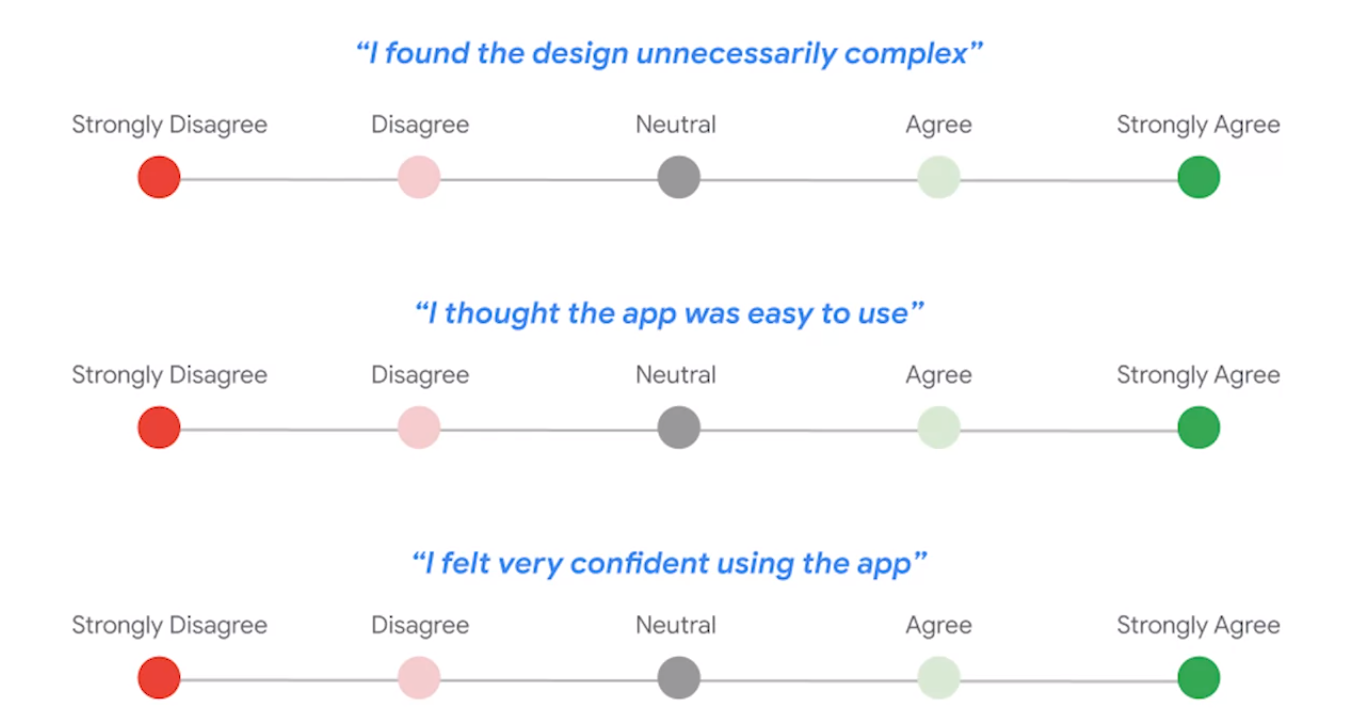 “I found the design unnecessarily complex”
Strongly Disagree Disagree Neutral Agree Strongly Agree
“I thought the app was easy to use”
Strongly Disagree Disagree Neutral Agree Strongly Agree
“I felt very confident using the app”
Strongly Disagree Disagree Neutral Agree Strongly Agree